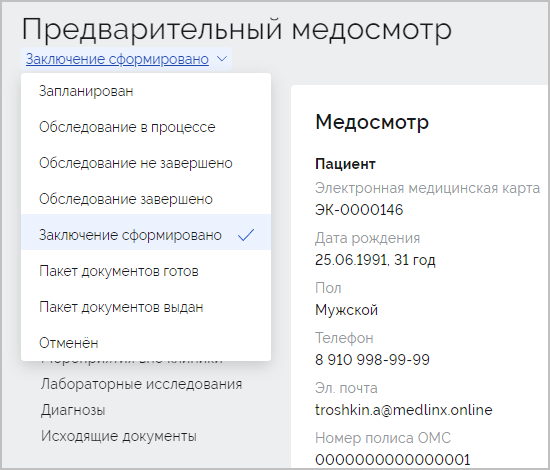 Предварительный медосмотр
Заключение сформировано
Запланирован
Обследование в процессе
Обследование не завершено
Обследование завершено
Заключение сформировано
Пакет документов готов
Пакет документов выдан
Отменён
Мероприятия вне клиники
Лабораторные исследования
Диагнозы
Исходящие документы
Медосмотр
Пациент
Электронная медицинская карта
ЭК-0000146
Дата рождения
25.06.1991, 31 год
Пол
Мужской
Телефон
8 910 998-99-99
Эл. почта
troshkin.a@medlinx.online
Номер полиса ОМС
0000000000000001